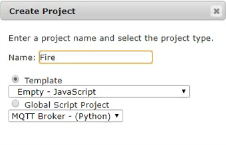 Create Project
Enter a project name and select the project type.
Name: Fire
Template
Empty - JavaScript
Global Script Project
MQTT Broker - (Python)